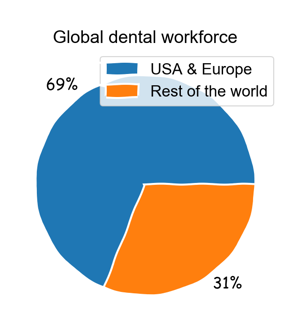 Global dental workforce
USA & Europe
69%
Rest of the world
31%